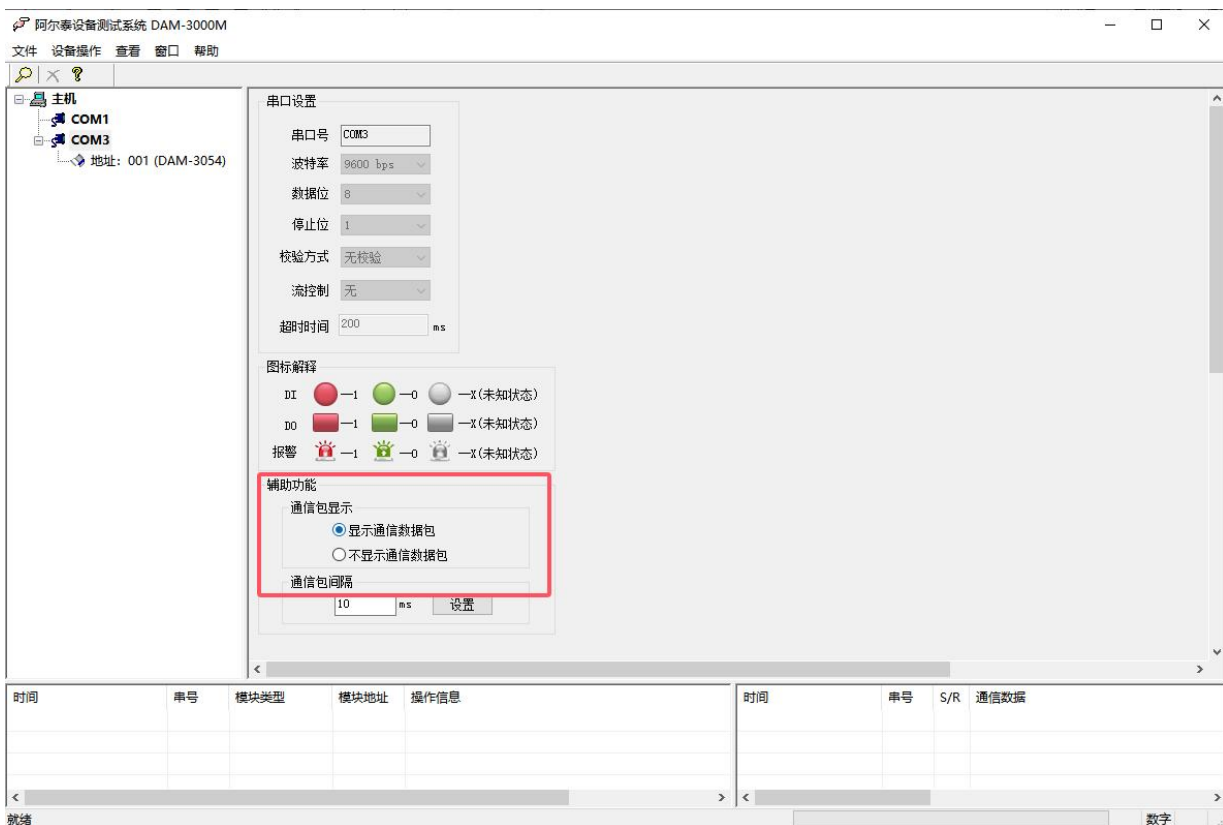 阿尔泰设备测试系统 DAM-3000M
文件 设备操作 查看 窗口 帮助
主机
COM1
COM3
地址：001 (DAM-3054)
串口设置
串口号 COM3
波特率 9600 bps
数据位 8
停止位 1
校验方式 无校验
流控制 无
超时时间 200 ms
图标解释
DI —1 —0 —X(未知状态)
DO —1 —0 —X(未知状态)
报警 —1 —0 —X(未知状态)
辅助功能
通信包显示
显示通信数据包
不显示通信数据包
通信包间隔
10 ms 设置
时间 串号 模块类型 模块地址 操作信息
时间 串号 S/R 通信数据
就绪
数字